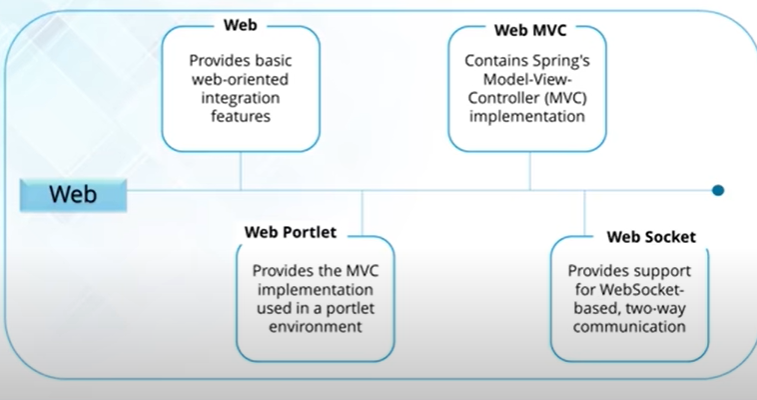 Web
Web
Provides basic
web-oriented
integration
features
Web MVC
Contains Spring's
Model-View-
Controller (MVC)
implementation
Web Portlet
Provides the MVC
implementation
used in a portlet
environment
Web Socket
Provides support
for WebSocket-
based, two-way
communication